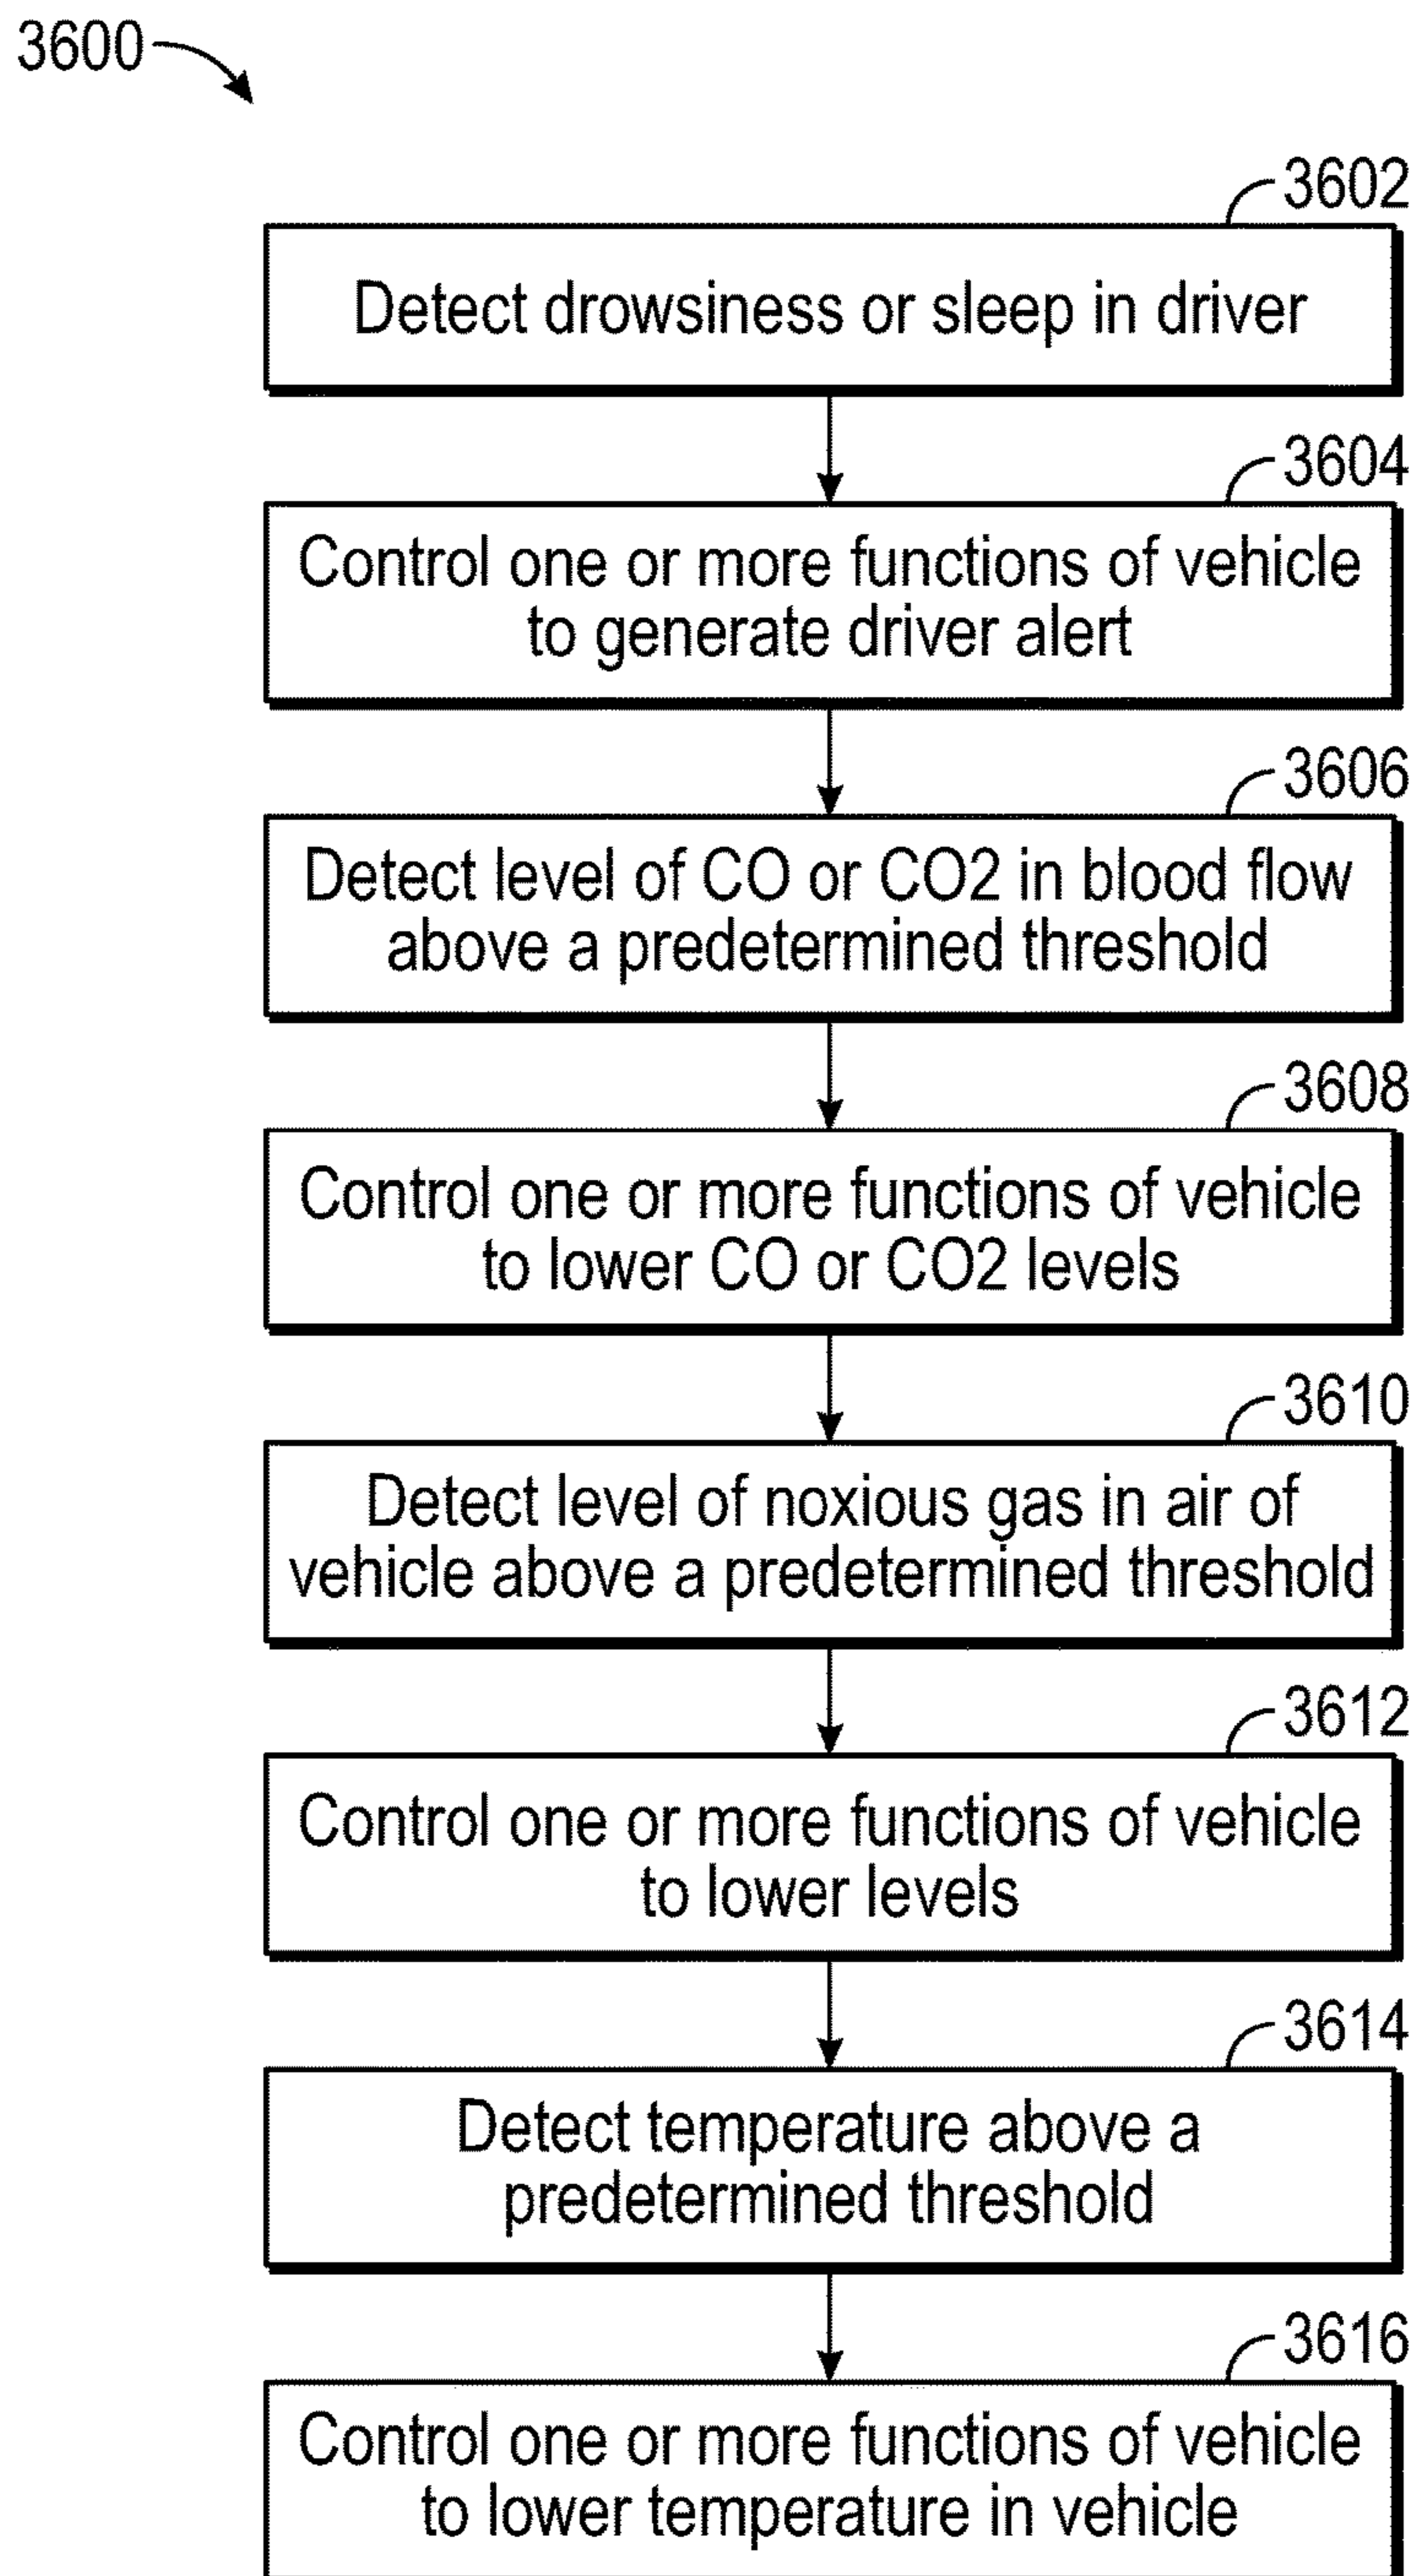 3600
3602
Detect drowsiness or sleep in driver
3604
Control one or more functions of vehicle
to generate driver alert
3606
Detect level of CO or CO2 in blood flow
above a predetermined threshold
3608
Control one or more functions of vehicle
to lower CO or CO2 levels
3610
Detect level of noxious gas in air of
vehicle above a predetermined threshold
3612
Control one or more functions of vehicle
to lower levels
3614
Detect temperature above a
predetermined threshold
3616
Control one or more functions of vehicle
to lower temperature in vehicle